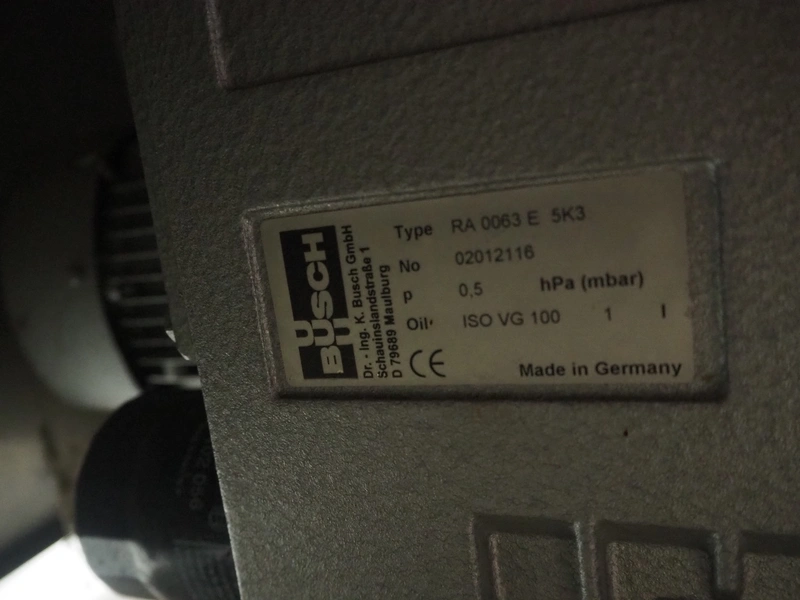 BUSCH
Dr. - Ing. K. Busch GmbH
Schauinslandstraße 1
D 79689 Maulburg
Type RA 0063 E 5K3
No 02012116
p 0,5 hPa (mbar)
Oil ISO VG 100 1 l
CE Made in Germany